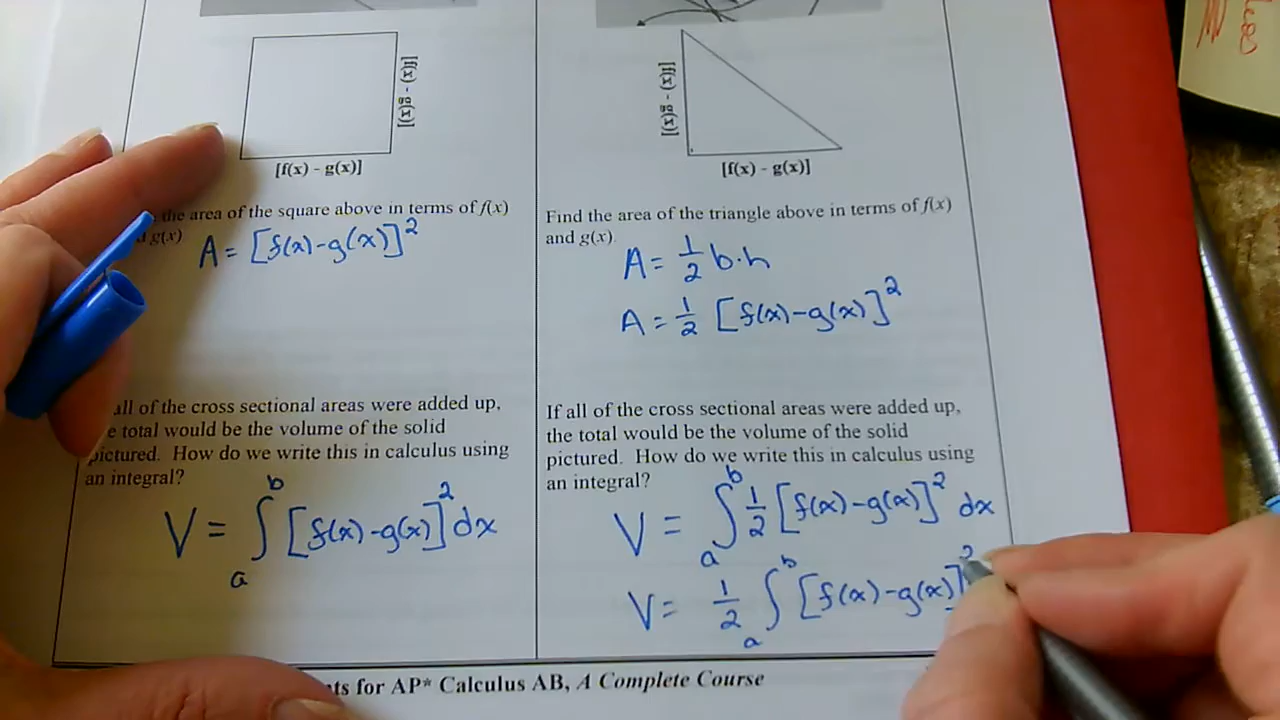 [f(x) - g(x)]
[f(x) - g(x)]
the area of the square above in terms of f(x)
g(x)
A = [f(x)-g(x)]²
all of the cross sectional areas were added up,
the total would be the volume of the solid
pictured. How do we write this in calculus using
an integral?
V = ∫ₐᵇ [f(x)-g(x)]² dx
[f(x) - g(x)]
[f(x) - g(x)]
Find the area of the triangle above in terms of f(x)
and g(x)
A = 1/2 b·h
A = 1/2 [f(x)-g(x)]²
If all of the cross sectional areas were added up,
the total would be the volume of the solid
pictured. How do we write this in calculus using
an integral?
V = ∫ₐᵇ 1/2 [f(x)-g(x)]² dx
V = 1/2 ∫ₐᵇ [f(x)-g(x)]²
for AP* Calculus AB, A Complete Course